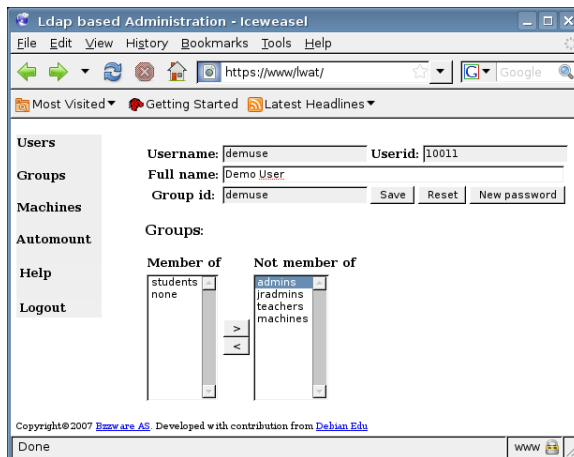 Ldap based Administration - Iceweasel
File Edit View History Bookmarks Tools Help
https://www/lwat/ G Google
Most Visited Getting Started Latest Headlines
Users
Groups
Machines
Automount
Help
Logout
Username: demuse Userid: 10011
Full name: Demo User
Group id: demuse Save Reset New password
Groups:
Member of Not member of
students admins
none jradmins
teachers
machines
>
<
Copyright©2007 Bzzware AS. Developed with contribution from Debian Edu
Done www